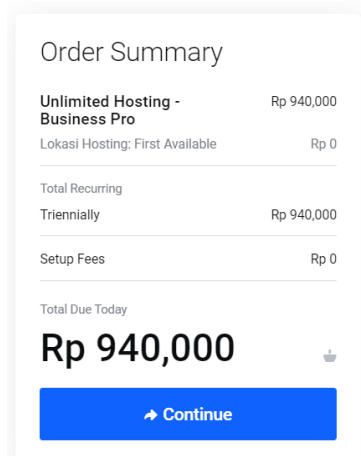 Order Summary
Unlimited Hosting - Rp 940,000
Business Pro
Lokasi Hosting: First Available Rp 0
Total Recurring
Triennially Rp 940,000
Setup Fees Rp 0
Total Due Today
Rp 940,000
Continue